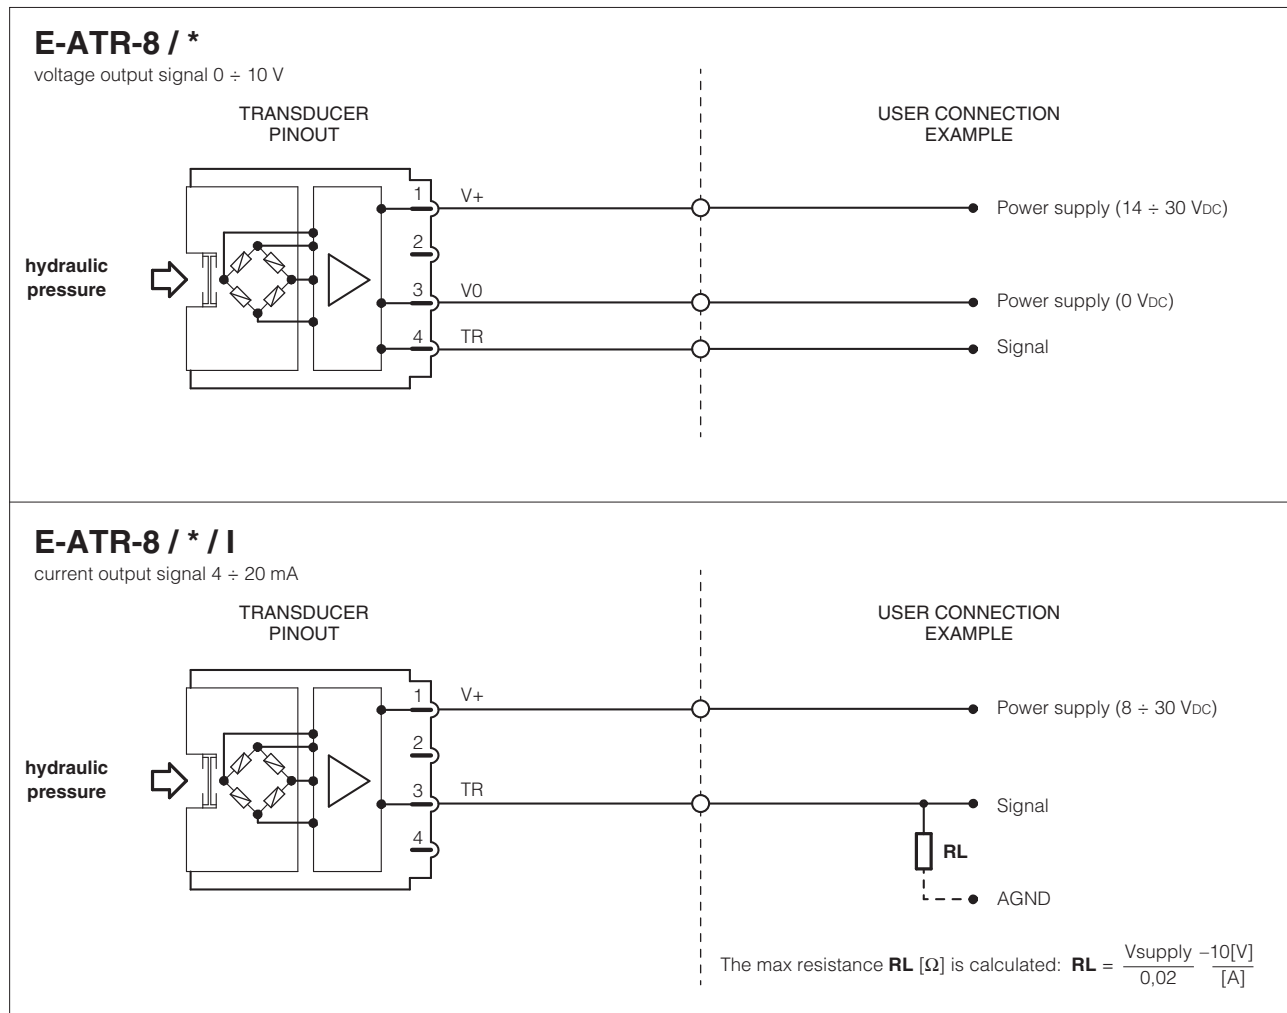 E-ATR-8 / *
voltage output signal 0 ÷ 10 V
TRANSDUCER
PINOUT
USER CONNECTION
EXAMPLE
hydraulic
pressure
1
V+
Power supply (14 ÷ 30 VDC)
2
3
V0
Power supply (0 VDC)
4
TR
Signal
E-ATR-8 / * / I
current output signal 4 ÷ 20 mA
TRANSDUCER
PINOUT
USER CONNECTION
EXAMPLE
hydraulic
pressure
1
V+
Power supply (8 ÷ 30 VDC)
2
3
TR
Signal
4
RL
AGND
The max resistance RL [Ω] is calculated: RL = Vsupply –10[V]
0,02 [A]